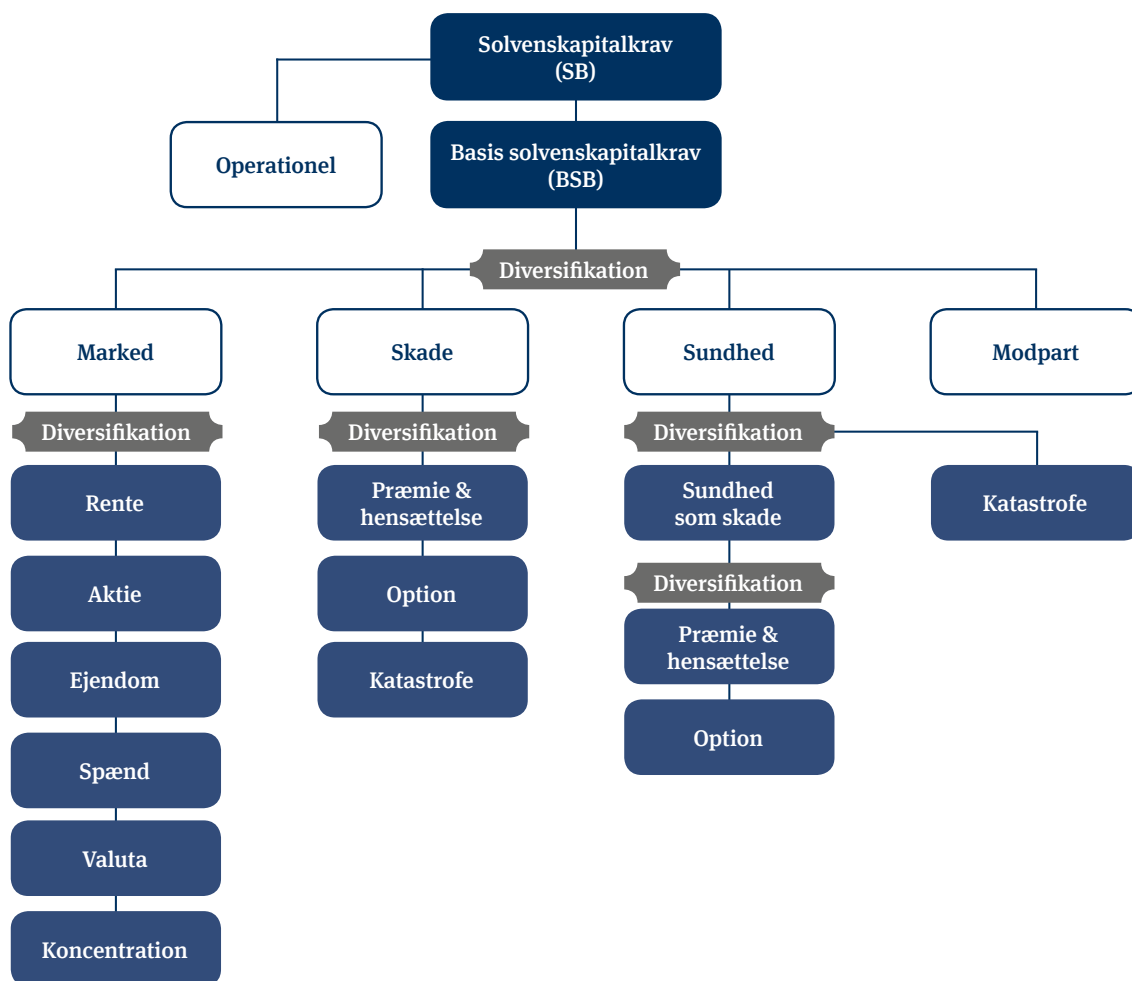 Solvenskapitalkrav
(SB)
Operationel
Basis solvenskapitalkrav
(BSB)
Diversifikation
Marked
Skade
Sundhed
Modpart
Diversifikation
Diversifikation
Diversifikation
Rente
Præmie &
hensættelse
Sundhed
som skade
Katastrofe
Aktie
Option
Diversifikation
Ejendom
Katastrofe
Præmie &
hensættelse
Spænd
Option
Valuta
Koncentration